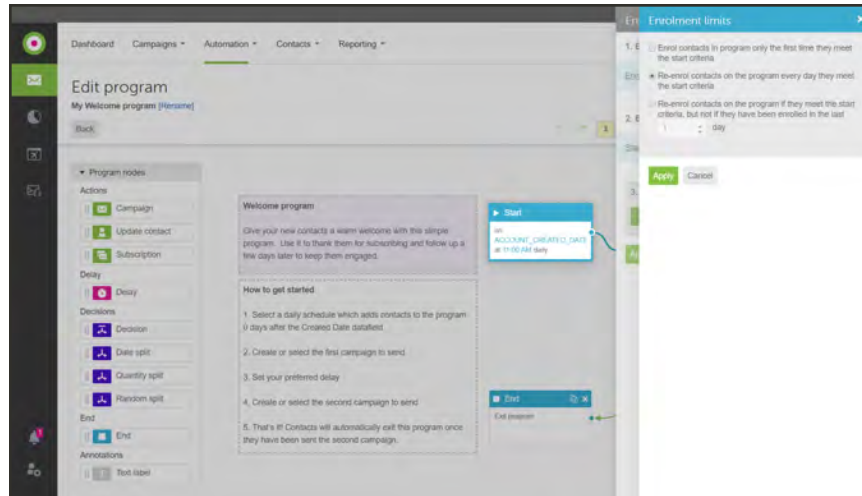 Dashboard
Campaigns
Automation
Contacts
Reporting
Edit program
My Welcome program [Rename]
Back
Program nodes
Actions
Campaign
Update contact
Subscription
Delay
Delay
Decisions
Decision
Date split
Quantity split
Random split
End
End
Annotations
Text label
Welcome program
Give your new contacts a warm welcome with this simple
program. Use it to thank them for subscribing and follow up a
few days later to keep them engaged.
How to get started
1. Select a daily schedule which adds contacts to the program
0 days after the Created Date datafield
2. Create or select the first campaign to send
3. Set your preferred delay
4. Create or select the second campaign to send
5. That's it! Contacts will automatically exit this program once
they have been sent the second campaign.
Start
on
ACCOUNT_CREATED_DATE
at 11:00 AM daily
End
End program
Enrolment limits
Enrol contacts in program only the first time they meet
the start criteria
Re-enrol contacts on the program every day they meet
the start criteria
Re-enrol contacts on the program if they meet the start
criteria, but not if they have been enrolled in the last
1 day
Apply
Cancel